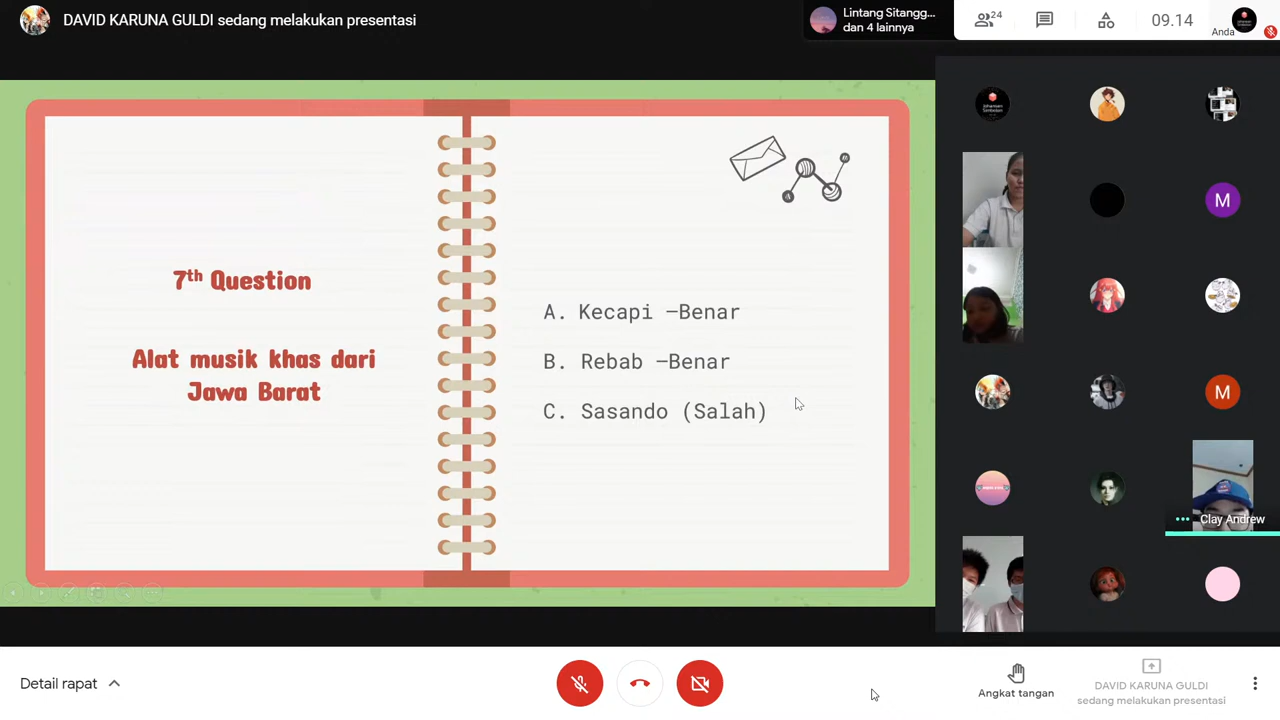 DAVID KARUNA GULDI sedang melakukan presentasi
Lintang Sitangg...
dan 4 lainnya
24
09.14
Anda
7th Question
Alat musik khas dari
Jawa Barat
A. Kecapi –Benar
B. Rebab –Benar
C. Sasando (Salah)
M
M
Clay Andrew
Detail rapat
Angkat tangan
DAVID KARUNA GULDI
sedang melakukan presentasi